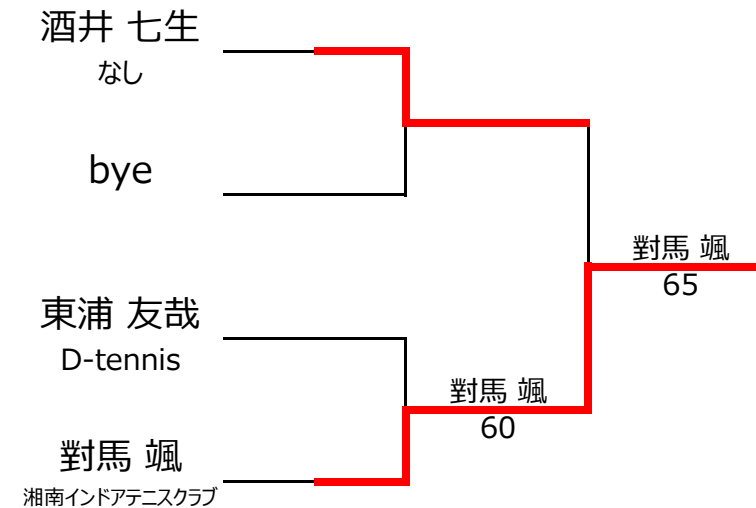 酒井 七生
なし
bye
對馬 颯
65
東浦 友哉
D-tennis
對馬 颯
60
對馬 颯
湘南インドアテニスクラブ